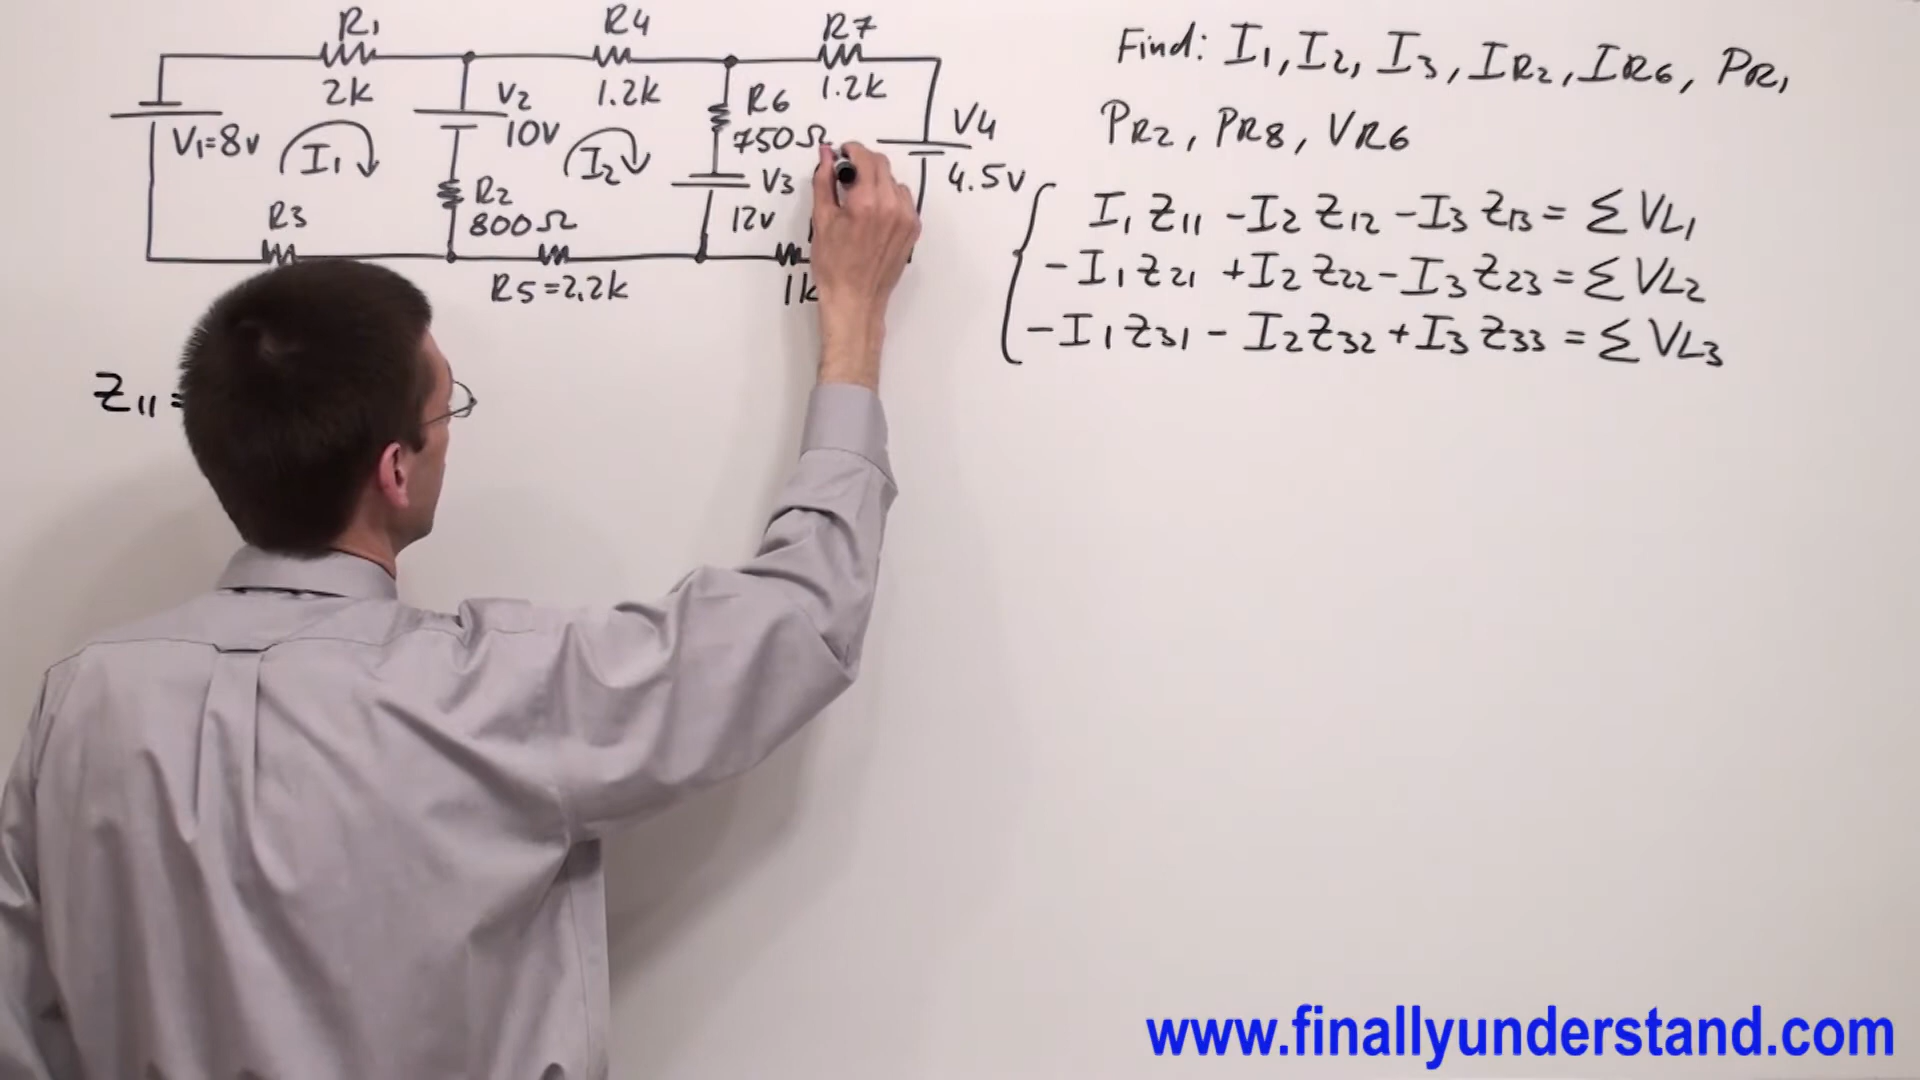 R1 R4 R7
2k V2 1.2k R6 1.2k V4
V1=8v I1 10V I2 750Ω
V3 4.5v
R3 R2 12v
800Ω
R5=2.2k 1k
Z11 =
Find: I1, I2, I3, IR2, IR6, PR1
PR2, PR8, VR6
I1 Z11 - I2 Z12 - I3 Z13 = Σ VL1
- I1 Z21 + I2 Z22 - I3 Z23 = Σ VL2
- I1 Z31 - I2 Z32 + I3 Z33 = Σ VL3
www.finallyunderstand.com